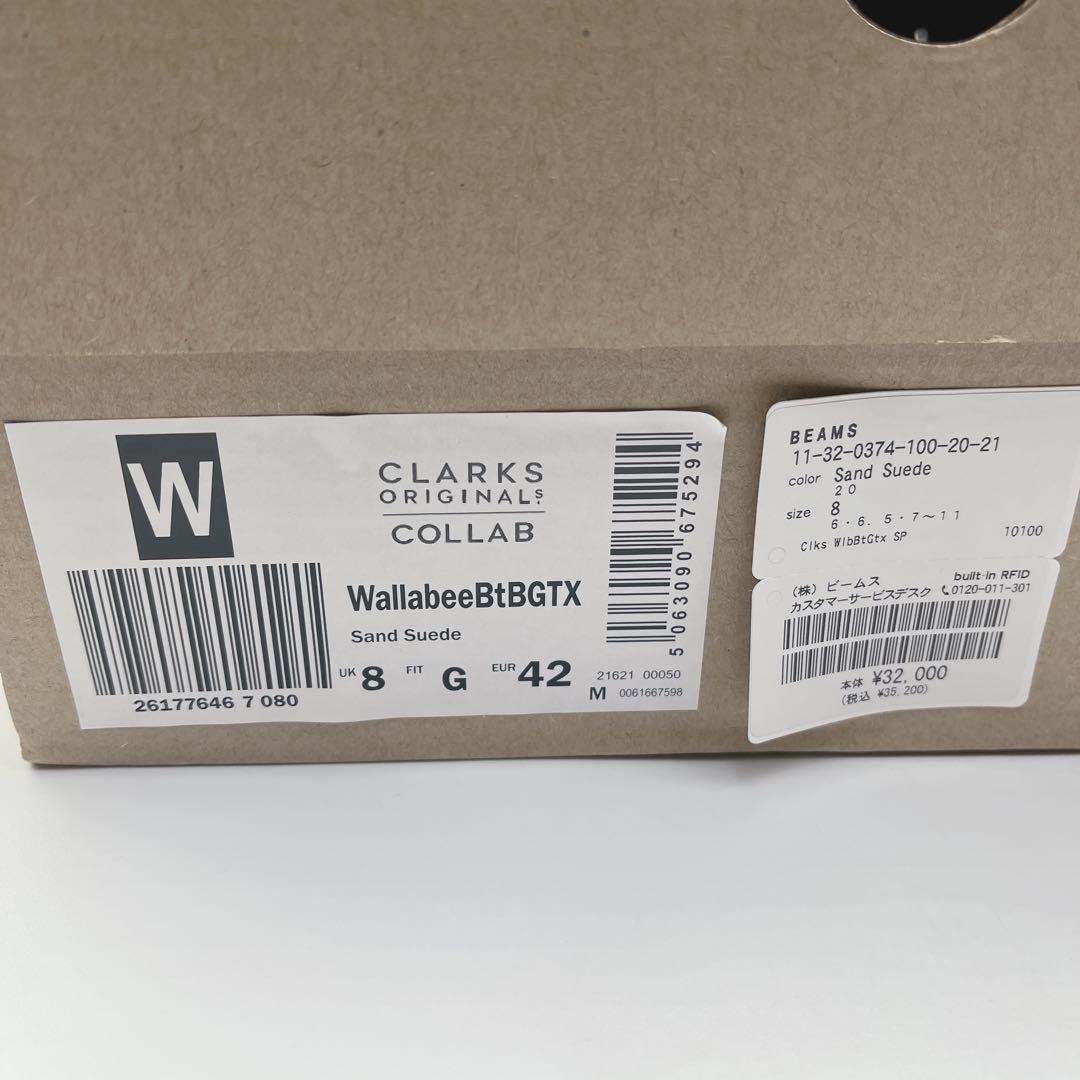 W
CLARKS
ORIGINALS.
COLLAB
WallabeeBtBGTX
Sand Suede
UK 8 FIT G EUR 42
26177646 7 080
21621 00050
M 0061667598
5 063090 675294
BEAMS
11-32-0374-100-20-21
color Sand Suede
20
size 8
6・6.5・7～11
Clks WlbBtGtx SP
10100
(株)ビームス built-in RFID
カスタマーサービスデスク 0120-011-301
本体 ¥32,000
(税込 ¥35,200)